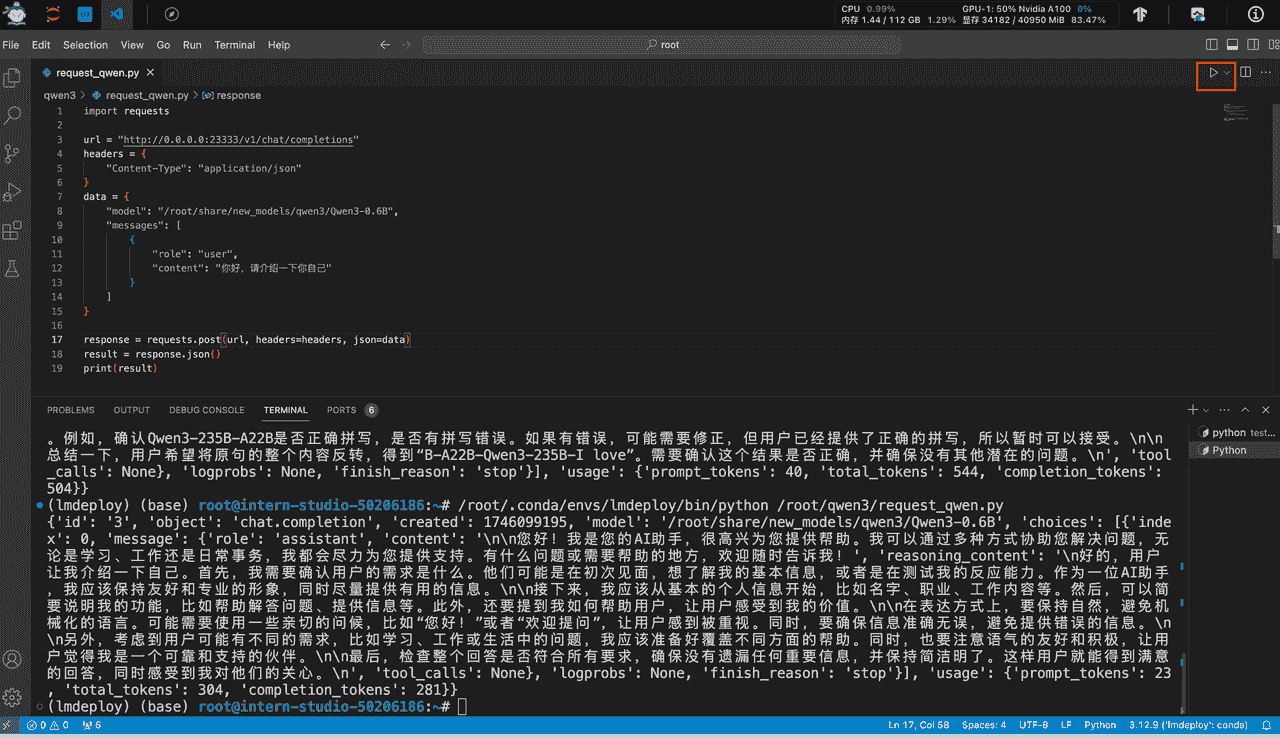 CPU 0.99%
GPU-1: 50% Nvidia A100 0%
内存 1.44 / 112 GB 1.29%
显存 34182 / 40950 MiB 83.47%
File Edit Selection View Go Run Terminal Help
root
request_qwen.py
qwen3 > request_qwen.py > response
1 import requests
2
3 url = "http://0.0.0.0:23333/v1/chat/completions"
4 headers = {
5 "Content-Type": "application/json"
6 }
7 data = {
8 "model": "/root/share/new_models/qwen3/Qwen3-0.6B",
9 "messages": [
10 {
11 "role": "user",
12 "content": "你好，请介绍一下你自己"
13 }
14 ]
15 }
16
17 response = requests.post(url, headers=headers, json=data)
18 result = response.json()
19 print(result)
PROBLEMS OUTPUT DEBUG CONSOLE TERMINAL PORTS 6
python test...
Python
。例如，确认Qwen3-235B-A22B是否正确拼写，是否有拼写错误。如果有错误，可能需要修正，但用户已经提供了正确的拼写，所以暂时可以接受。\n\n
总结一下，用户希望将原句的整个内容反转，得到“B-A22B-Qwen3-235B-I love”。需要确认这个结果是否正确，并确保没有其他潜在的问题。\n', 'tool
_calls': None}, 'logprobs': None, 'finish_reason': 'stop'}], 'usage': {'prompt_tokens': 40, 'total_tokens': 544, 'completion_tokens':
504}}
(lmdeploy) (base) root@intern-studio-50206186:~# /root/.conda/envs/lmdeploy/bin/python /root/qwen3/request_qwen.py
{'id': '3', 'object': 'chat.completion', 'created': 1746099195, 'model': '/root/share/new_models/qwen3/Qwen3-0.6B', 'choices': [{'inde
x': 0, 'message': {'role': 'assistant', 'content': '\n\n您好！我是您的AI助手，很高兴为您提供帮助。我可以通过多种方式协助您解决问题，无
论是学习、工作还是日常事务，我都会尽力为您提供支持。有什么问题或需要帮助的地方，欢迎随时告诉我！', 'reasoning_content': '\n好的，用户
让我介绍一下自己。首先，我需要确认用户的需求是什么。他们可能是在初次见面，想了解我的基本信息，或者是在测试我的反应能力。作为一位AI助手
，我应该保持友好和专业的形象，同时尽量提供有用的信息。\n\n接下来，我应该从基本的个人信息开始，比如名字、职业、工作内容等。然后，可以简
要说明我的功能，比如帮助解答问题、提供信息等。此外，还要提到我如何帮助用户，让用户感受到我的价值。\n\n在表达方式上，要保持自然，避免机
械化的语言。可能需要使用一些亲切的问候，比如“您好！”或者“欢迎提问”，让用户感到被重视。同时，要确保信息准确无误，避免提供错误的信息。\n
\n另外，考虑到用户可能有不同的需求，比如学习、工作或生活中的问题，我应该准备好覆盖不同方面的帮助。同时，也要注意语气的友好和积极，让用
户觉得我是一个可靠和支持的伙伴。\n\n最后，检查整个回答是否符合所有要求，确保没有遗漏任何重要信息，并保持简洁明了。这样用户就能得到满意
的回答，同时感受到我对他们的关心。\n', 'tool_calls': None}, 'logprobs': None, 'finish_reason': 'stop'}], 'usage': {'prompt_tokens': 23
, 'total_tokens': 304, 'completion_tokens': 281}}
(lmdeploy) (base) root@intern-studio-50206186:~#
0 0 6 Ln 17, Col 58 Spaces: 4 UTF-8 LF Python 3.12.9 ('lmdeploy': conda)